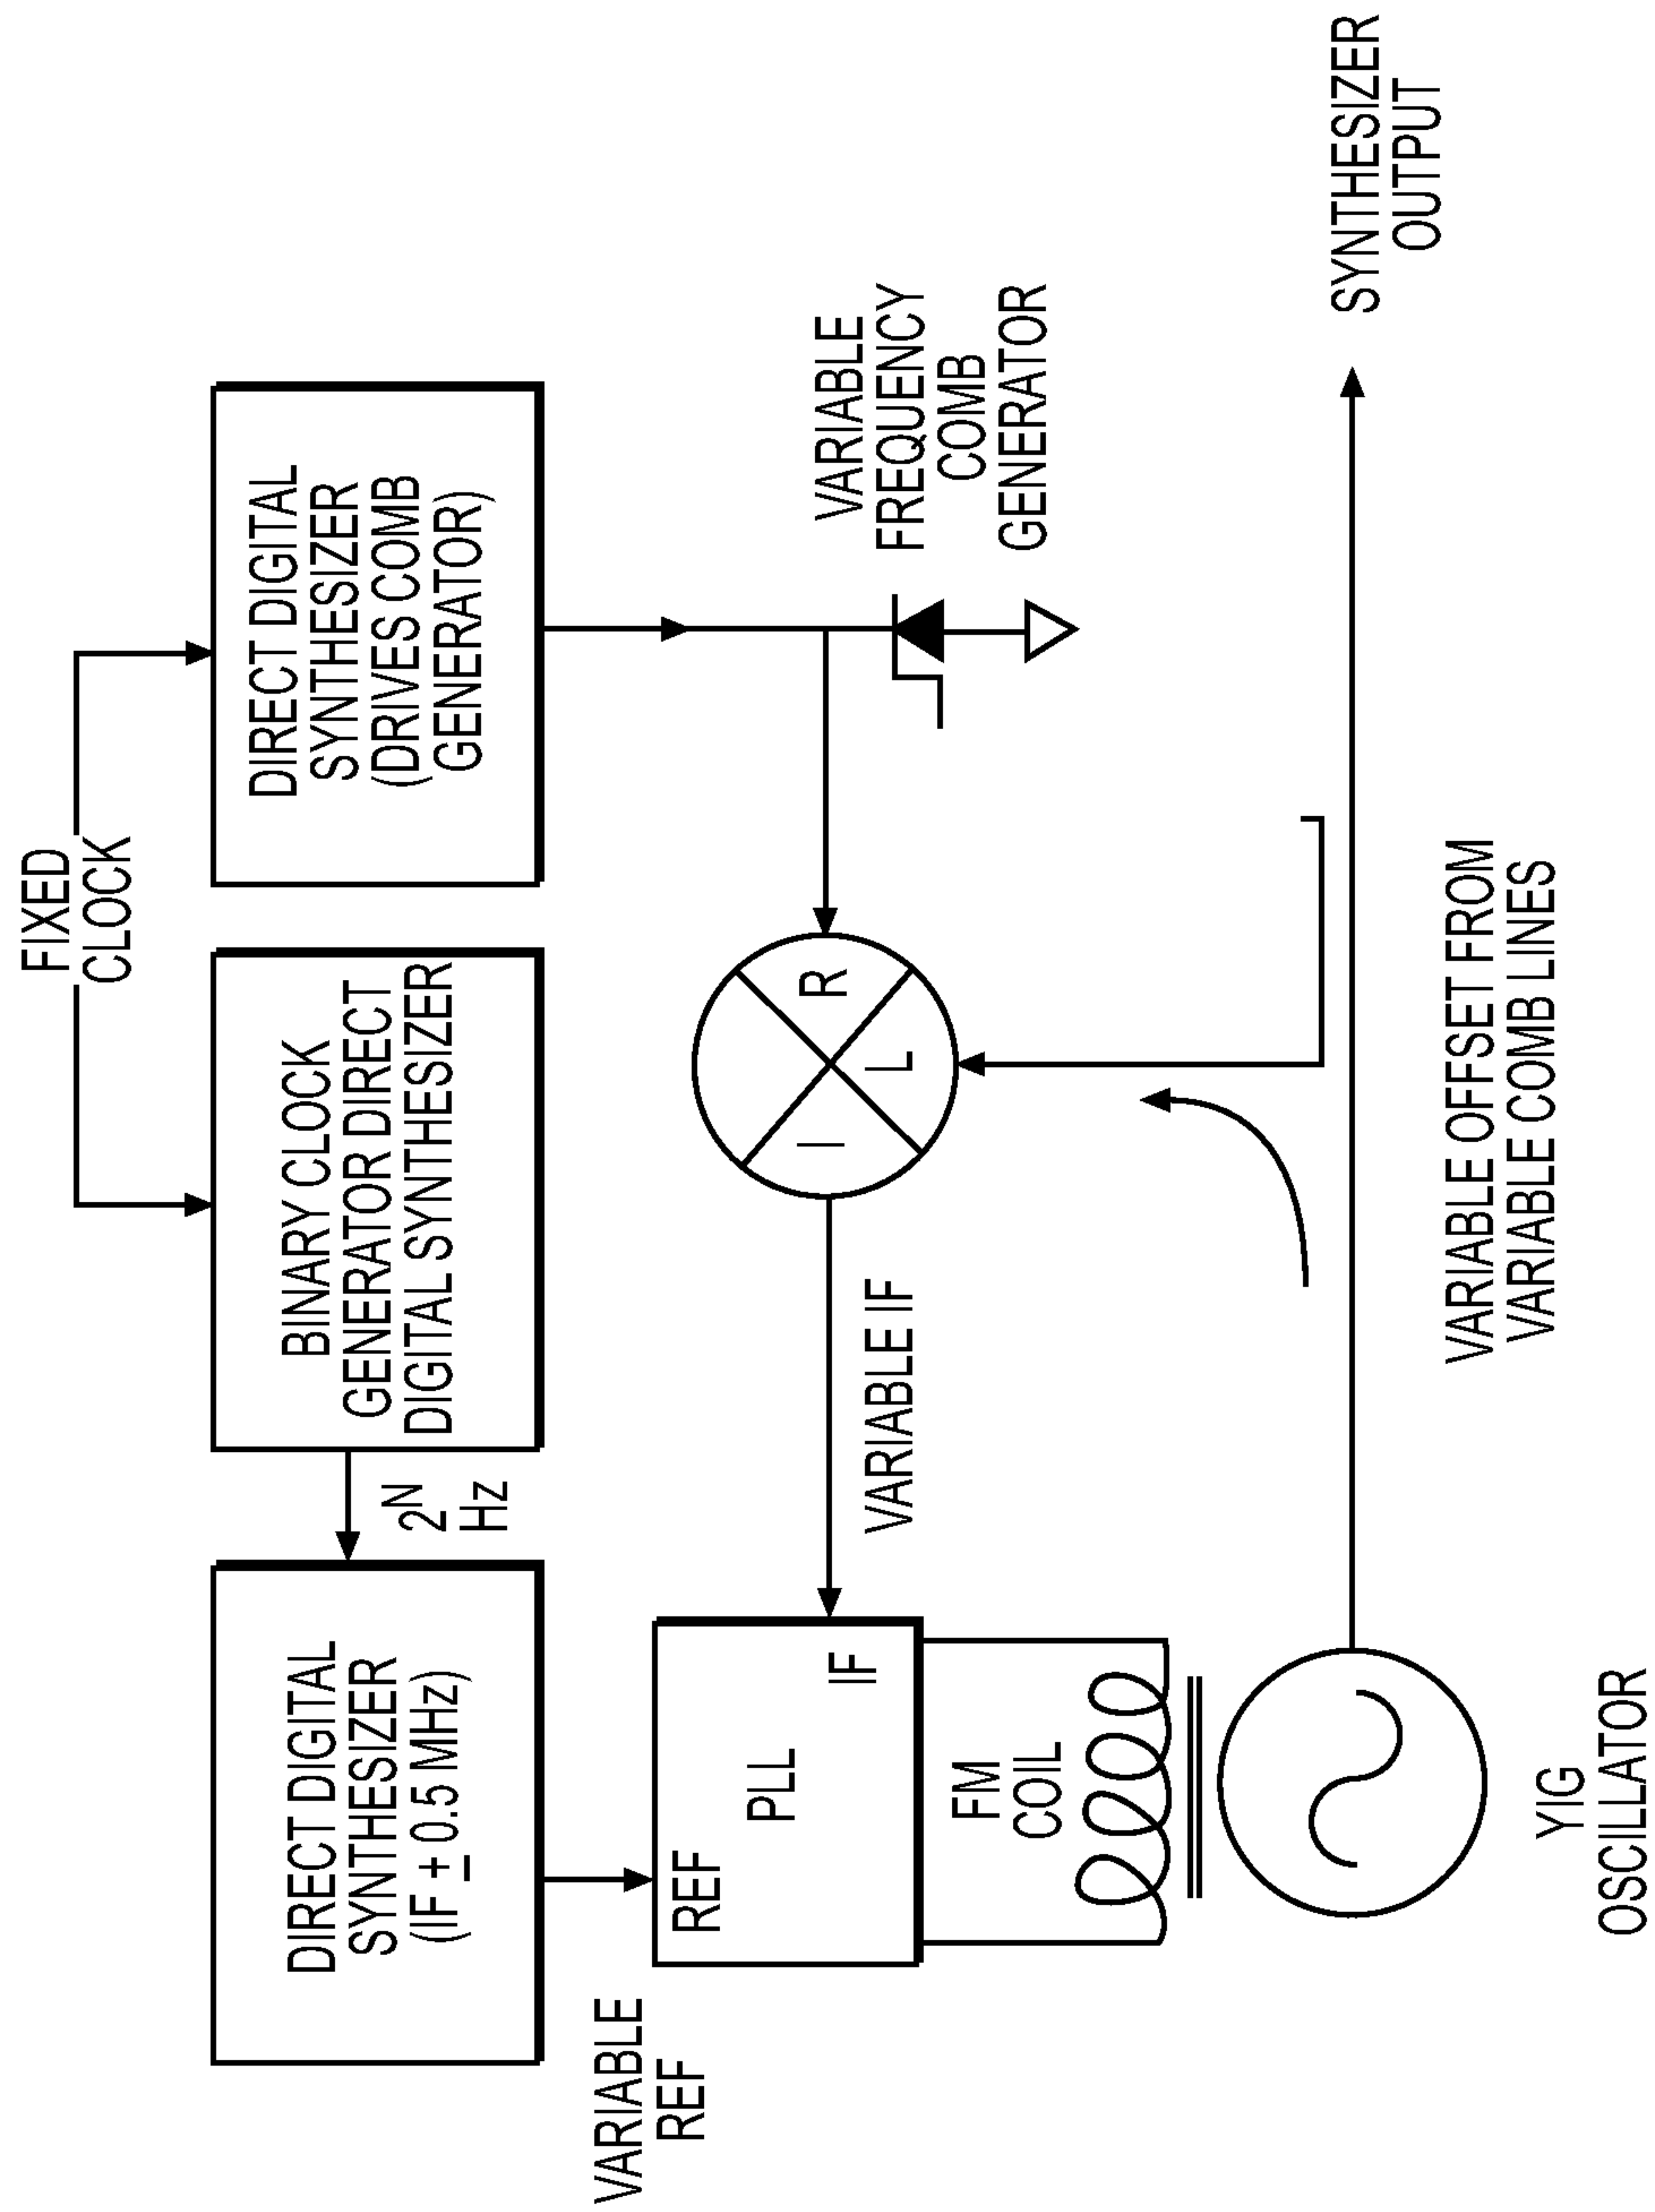 FIXED
CLOCK
DIRECT DIGITAL
SYNTHESIZER
(IF ± 0.5 MHz)
2N
Hz
BINARY CLOCK
GENERATOR DIRECT
DIGITAL SYNTHESIZER
DIRECT DIGITAL
SYNTHESIZER
(DRIVES COMB
GENERATOR)
VARIABLE
REF
REF
PLL
IF
VARIABLE IF
I
L
R
VARIABLE
FREQUENCY
COMB
GENERATOR
FM
COIL
YIG
OSCILLATOR
VARIABLE OFFSET FROM
VARIABLE COMB LINES
SYNTHESIZER
OUTPUT